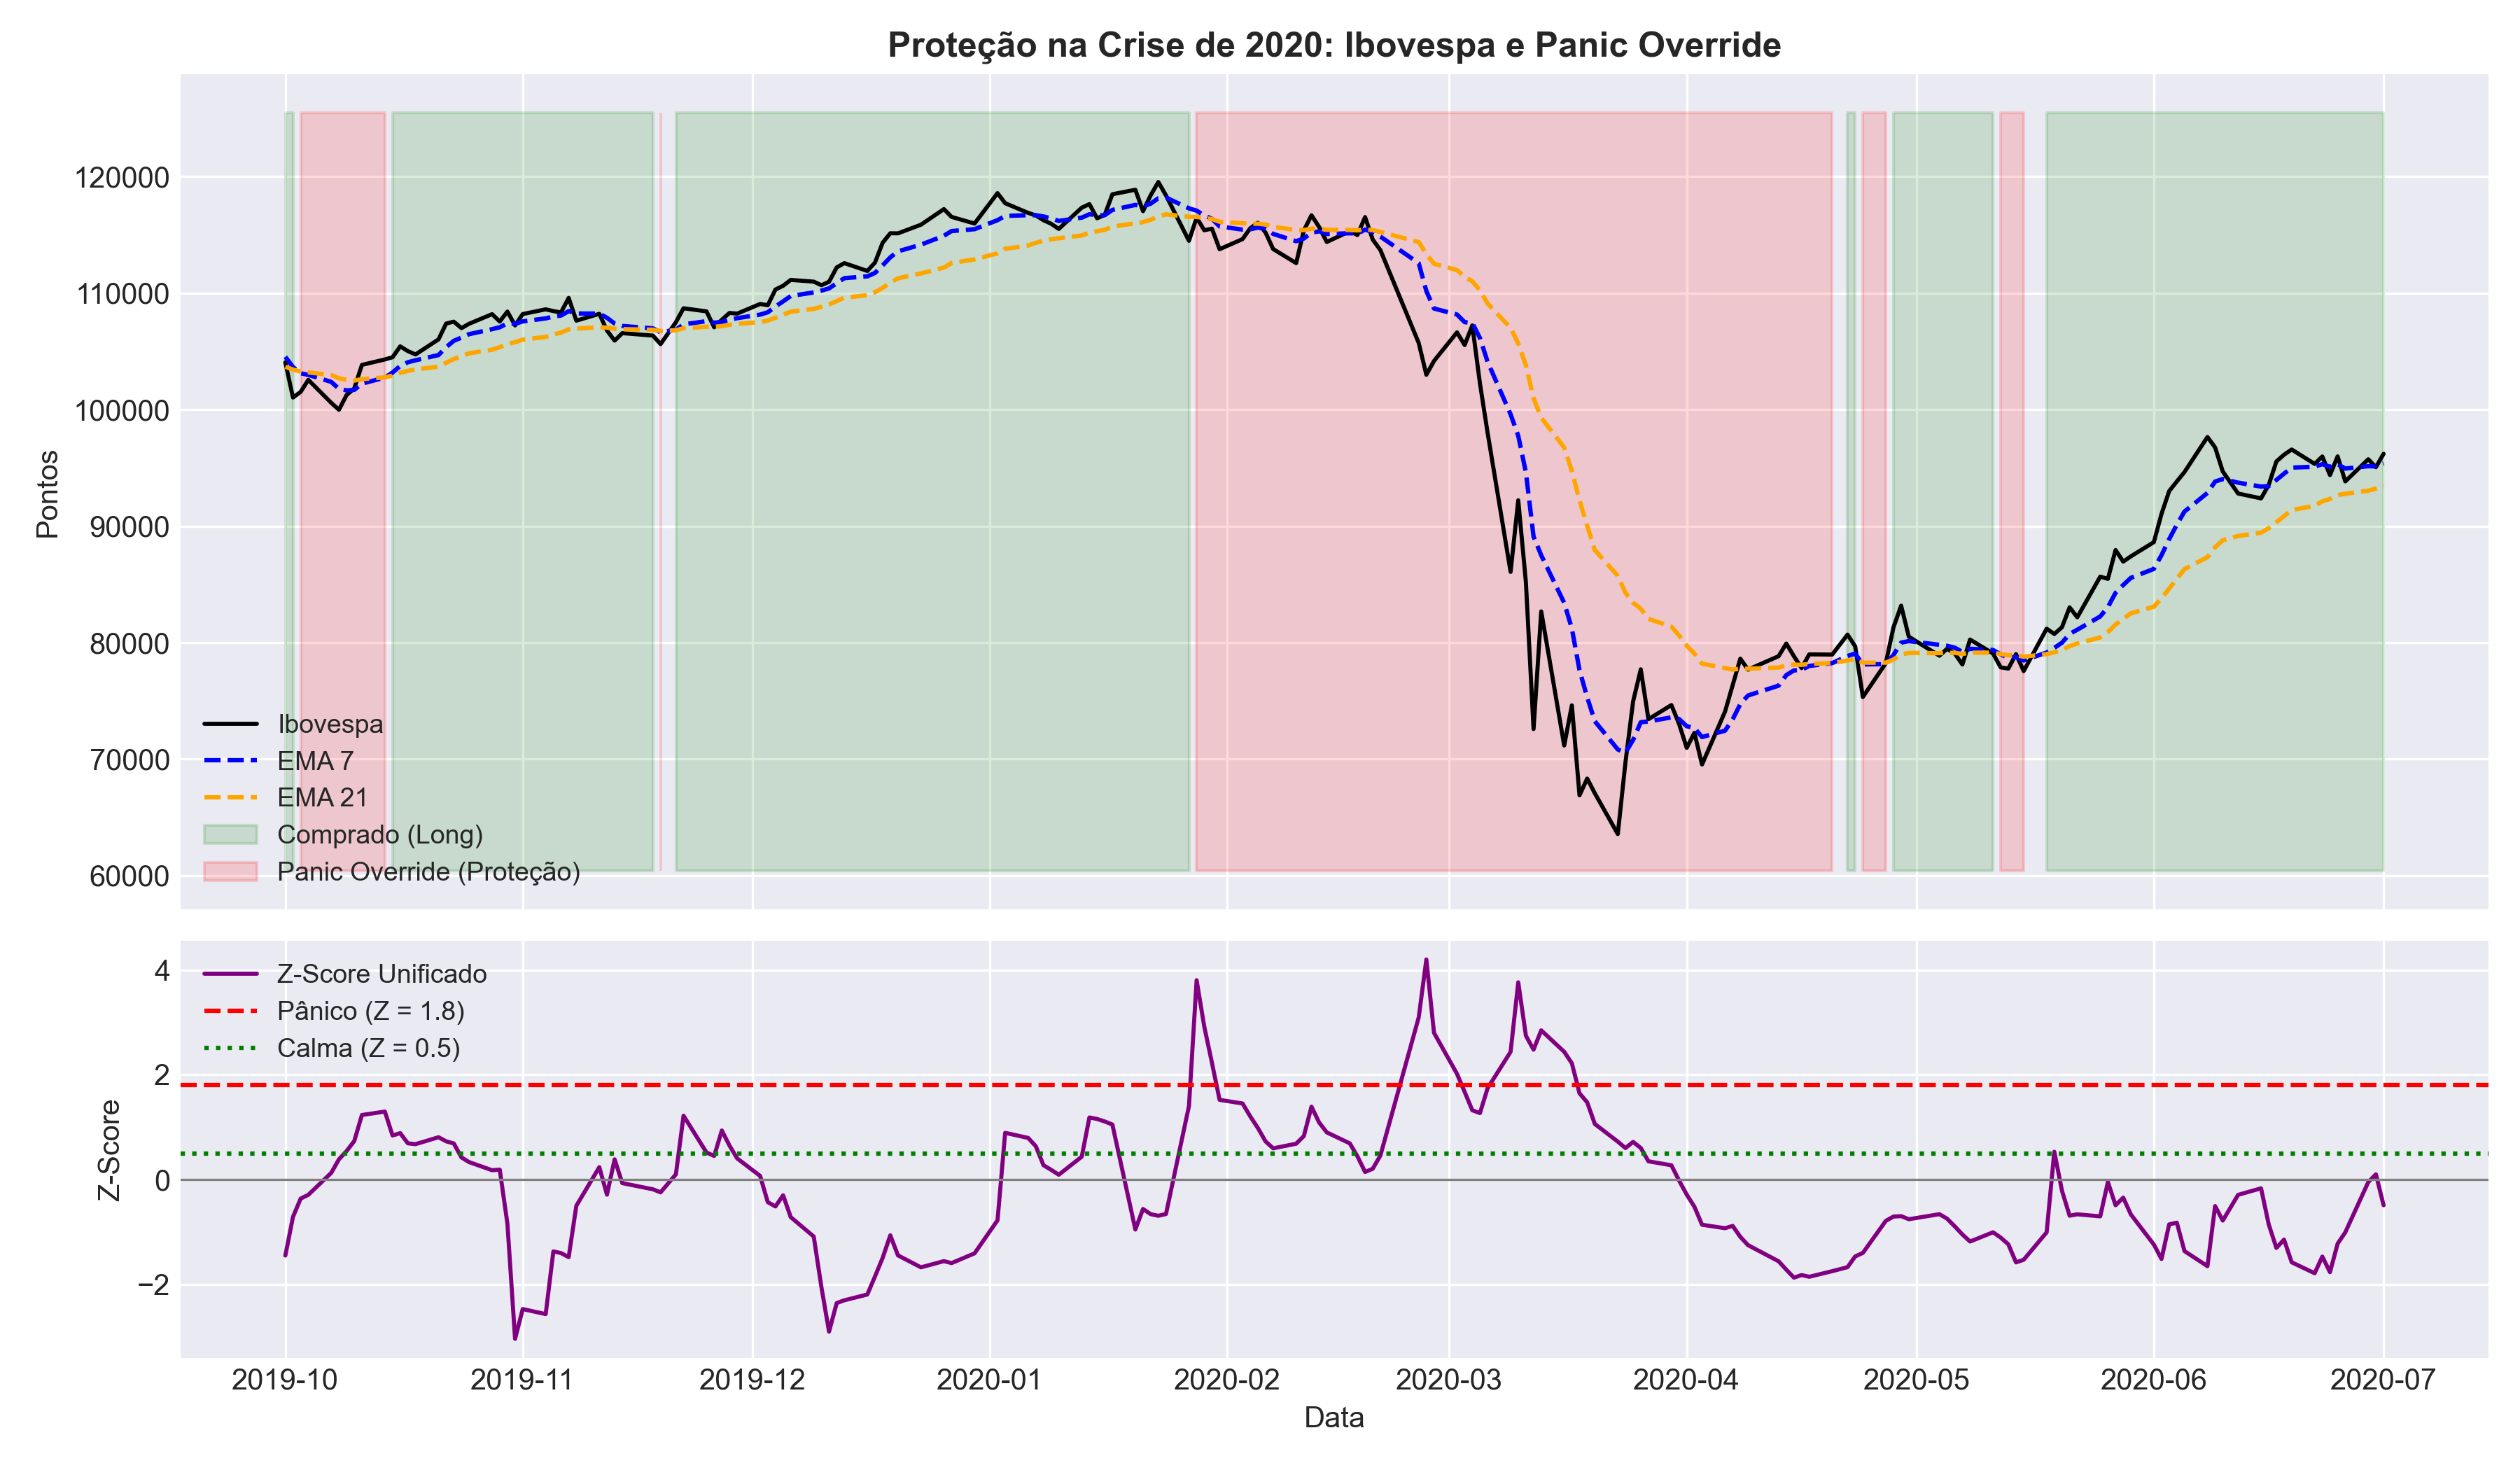 Proteção na Crise de 2020: Ibovespa e Panic Override
Pontos
120000
110000
100000
90000
80000
70000
60000
Ibovespa
EMA 7
EMA 21
Comprado (Long)
Panic Override (Proteção)
Z-Score
4
2
0
−2
Z-Score Unificado
Pânico (Z = 1.8)
Calma (Z = 0.5)
2019-10 2019-11 2019-12 2020-01 2020-02 2020-03 2020-04 2020-05 2020-06 2020-07
Data